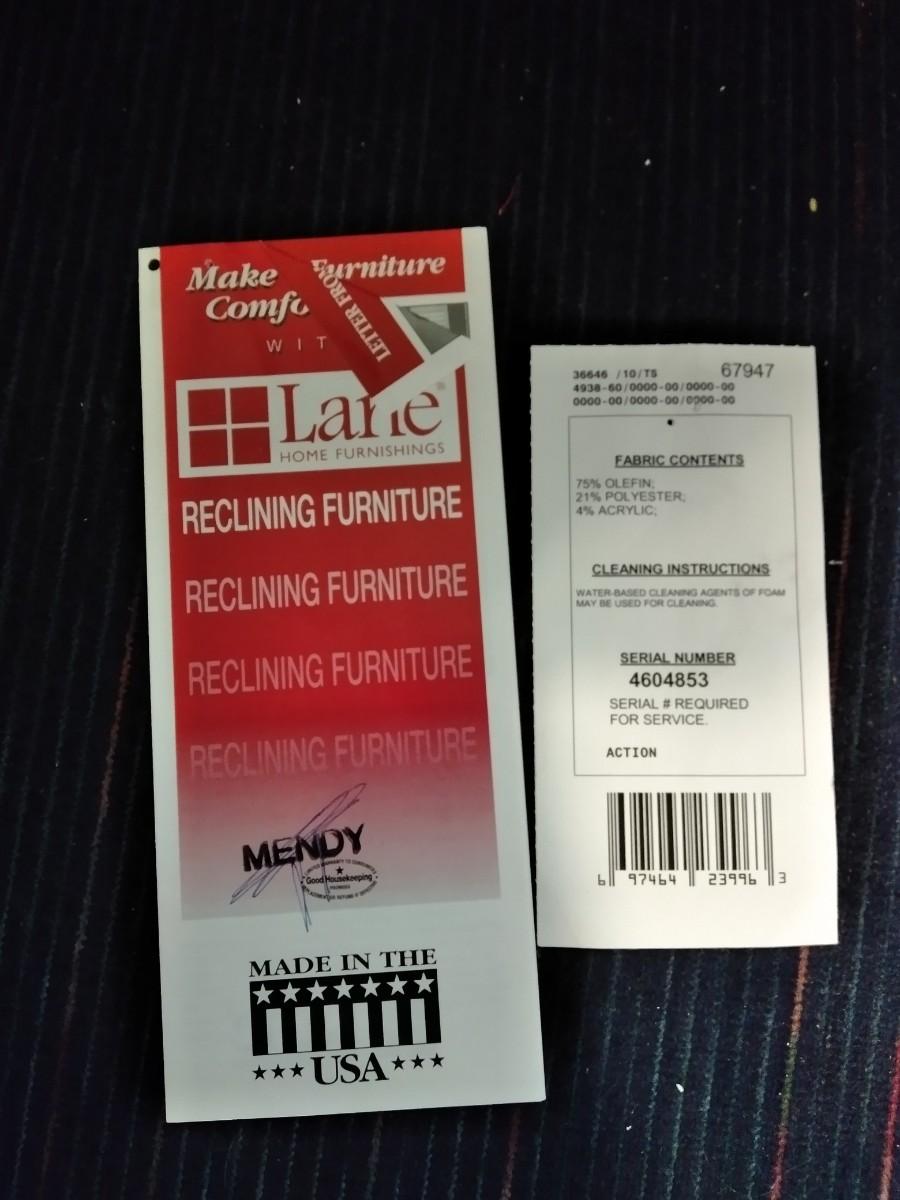 Make Furniture
LETTER FRO
WIT
Lane
HOME FURNISHINGS
RECLINING FURNITURE
RECLINING FURNITURE
RECLINING FURNITURE
RECLINING FURNITURE
MENDY
Good Housekeeping
MADE IN THE
USA
36646 /10/TS 67947
4938-60/0000-00/0000-00
0000-00/0000-00/0000-00
FABRIC CONTENTS
75% OLEFIN;
21% POLYESTER;
4% ACRYLIC;
CLEANING INSTRUCTIONS
WATER-BASED CLEANING AGENTS OF FOAM
MAY BE USED FOR CLEANING.
SERIAL NUMBER
4604853
SERIAL # REQUIRED
FOR SERVICE.
ACTION
6 97464 23996 3